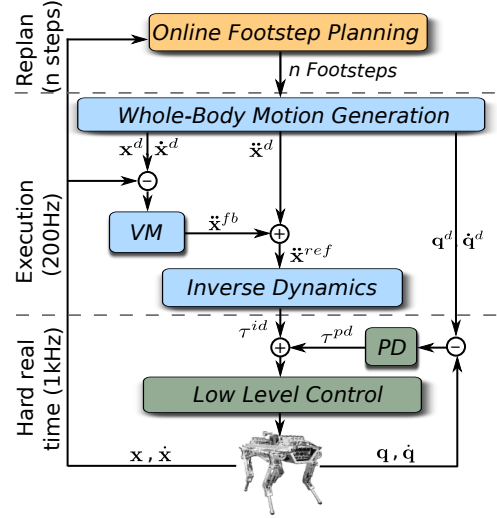 Replan
(n steps)
Online Footstep Planning
n Footsteps
Whole-Body Motion Generation
x^d ẋ^d
ẍ^d
Execution
(200Hz)
VM
ẍ^{fb}
q^d, q̇^d
ẍ^{ref}
Inverse Dynamics
Hard real
time (1kHz)
τ^{id}
τ^{pd}
PD
Low Level Control
x , ẋ
q , q̇